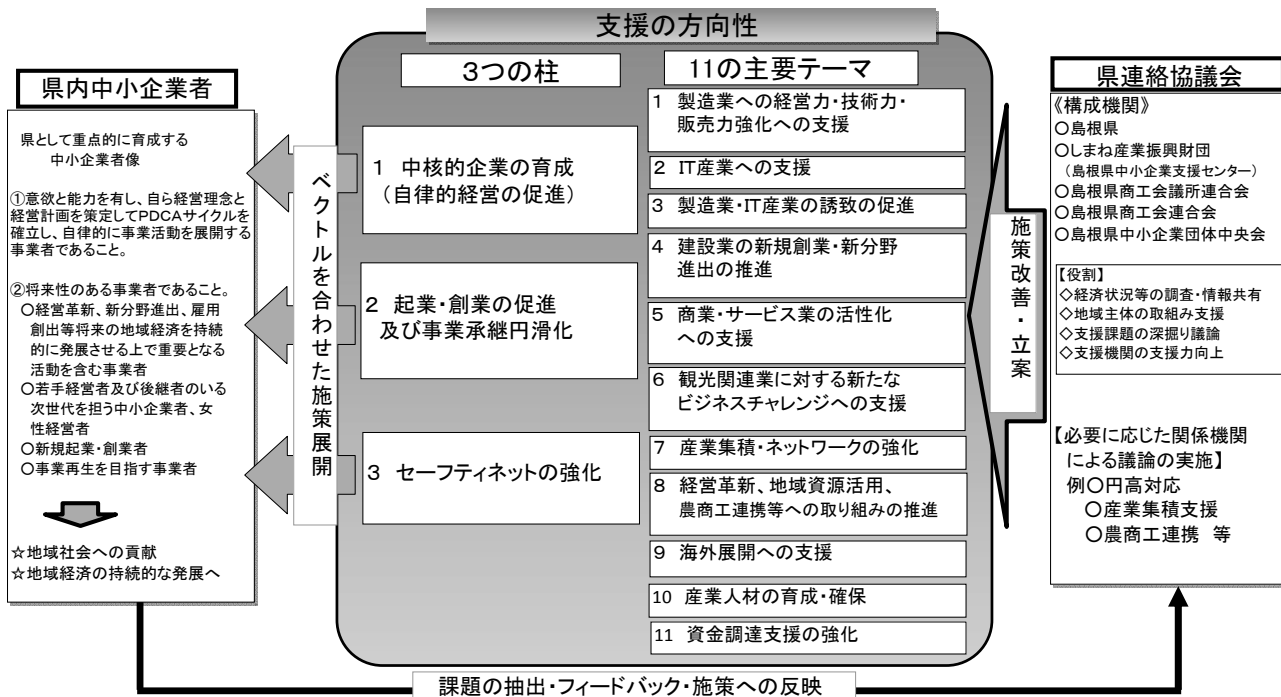 支援の方向性
県内中小企業者
県として重点的に育成する
中小企業者像
①意欲と能力を有し、自ら経営理念と
経営計画を策定してPDCAサイクルを
確立し、自律的に事業活動を展開する
事業者であること。
②将来性のある事業者であること。
○経営革新、新分野進出、雇用
創出等将来の地域経済を持続
的に発展させる上で重要となる
活動を含む事業者
○若手経営者及び後継者のいる
次世代を担う中小企業者、女
性経営者
○新規起業・創業者
○事業再生を目指す事業者
☆地域社会への貢献
☆地域経済の持続的な発展へ
ベクトルを合わせた施策展開
3つの柱
1 中核的企業の育成
(自律的経営の促進)
2 起業・創業の促進
及び事業承継円滑化
3 セーフティネットの強化
11の主要テーマ
1 製造業への経営力・技術力・
販売力強化への支援
2 IT産業への支援
3 製造業・IT産業の誘致の促進
4 建設業の新規創業・新分野
進出の推進
5 商業・サービス業の活性化
への支援
6 観光関連業に対する新たな
ビジネスチャレンジへの支援
7 産業集積・ネットワークの強化
8 経営革新、地域資源活用、
農商工連携等への取り組みの推進
9 海外展開への支援
10 産業人材の育成・確保
11 資金調達支援の強化
施策改善・立案
県連絡協議会
《構成機関》
○島根県
○しまね産業振興財団
(島根県中小企業支援センター)
○島根県商工会議所連合会
○島根県商工会連合会
○島根県中小企業団体中央会
【役割】
◇経済状況等の調査・情報共有
◇地域主体の取組み支援
◇支援課題の深掘り議論
◇支援機関の支援力向上
【必要に応じた関係機関
による議論の実施】
例○円高対応
○産業集積支援
○農商工連携 等
課題の抽出・フィードバック・施策への反映